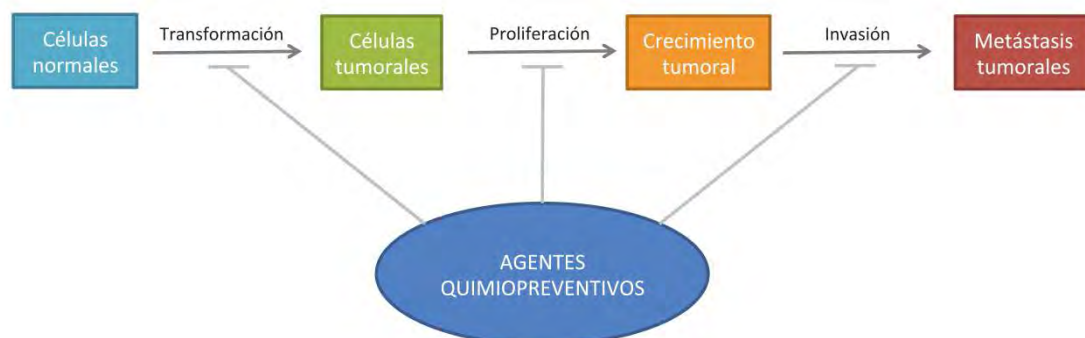 Células
normales
Transformación
Células
tumorales
Proliferación
Crecimiento
tumoral
Invasión
Metástasis
tumorales
AGENTES
QUIMIOPREVENTIVOS